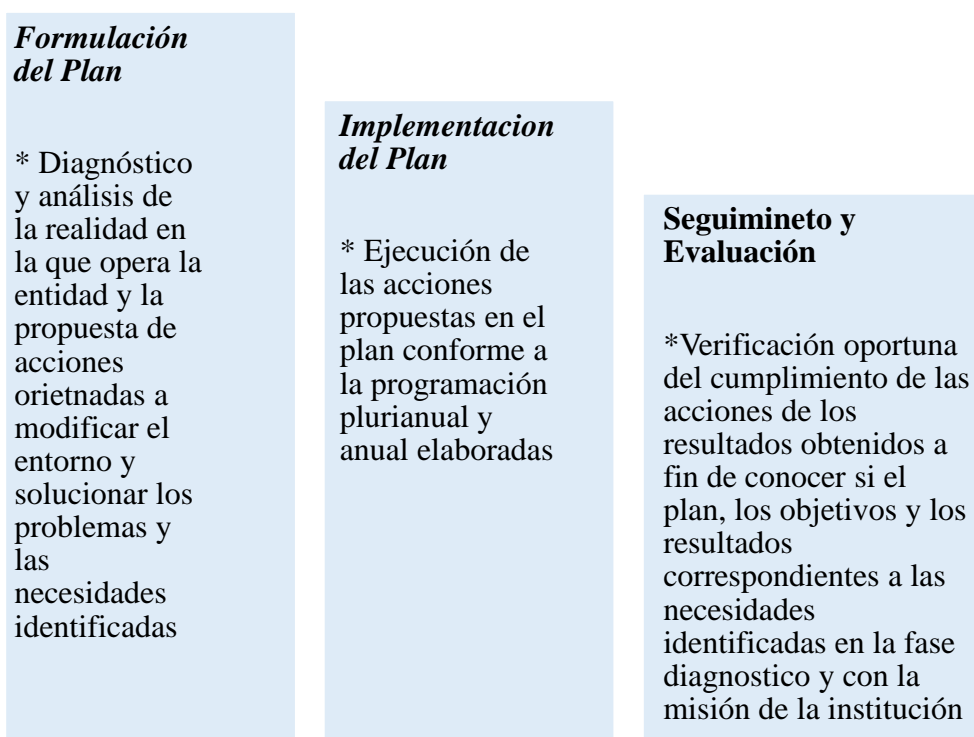 Formulación
del Plan
* Diagnóstico
y análisis de
la realidad en
la que opera la
entidad y la
propuesta de
acciones
orietnadas a
modificar el
entorno y
solucionar los
problemas y
las
necesidades
identificadas
Implementacion
del Plan
* Ejecución de
las acciones
propuestas en el
plan conforme a
la programación
plurianual y
anual elaboradas
Seguimineto y
Evaluación
*Verificación oportuna
del cumplimiento de las
acciones de los
resultados obtenidos a
fin de conocer si el
plan, los objetivos y los
resultados
correspondientes a las
necesidades
identificadas en la fase
diagnostico y con la
misión de la institución